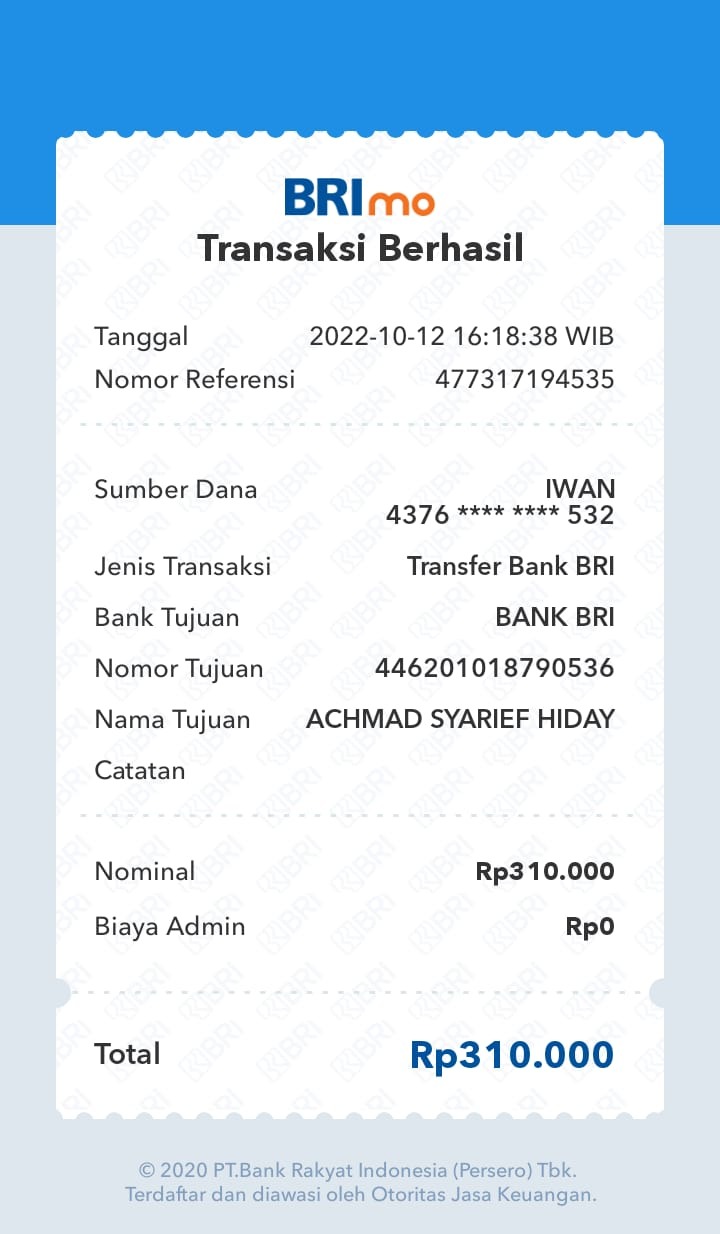 BRImo
Transaksi Berhasil
Tanggal 2022-10-12 16:18:38 WIB
Nomor Referensi 477317194535
Sumber Dana IWAN
4376 **** **** 532
Jenis Transaksi Transfer Bank BRI
Bank Tujuan BANK BRI
Nomor Tujuan 446201018790536
Nama Tujuan ACHMAD SYARIEF HIDAY
Catatan
Nominal Rp310.000
Biaya Admin Rp0
Total Rp310.000
© 2020 PT.Bank Rakyat Indonesia (Persero) Tbk.
Terdaftar dan diawasi oleh Otoritas Jasa Keuangan.